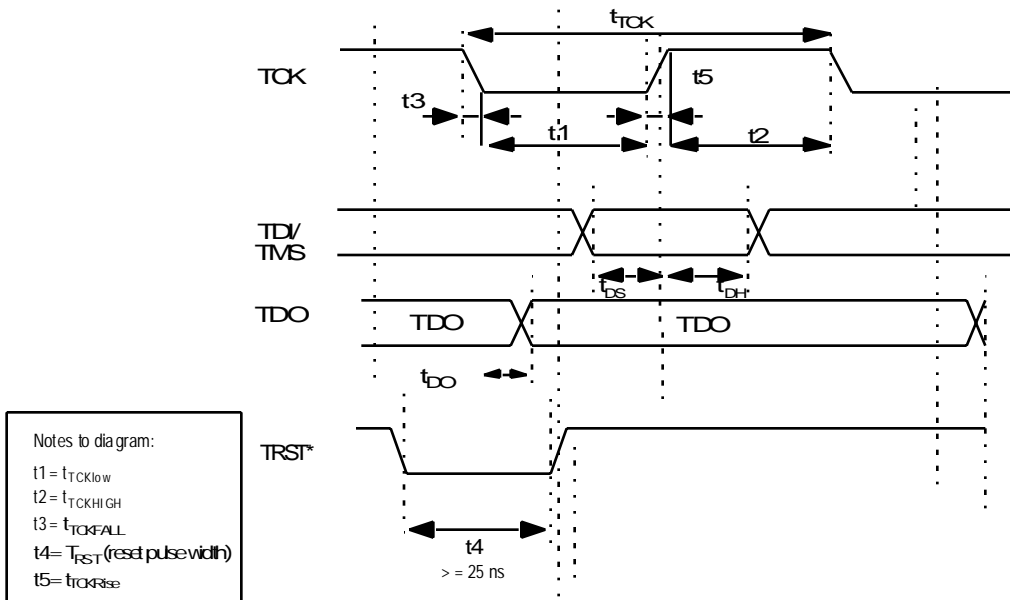 tTCK
TCK
t5
t3
t1
t2
TDI/
TMS
tDS
tDH
TDO
TDO
TDO
tDO
TRST*
t4
> = 25 ns
Notes to diagram:
t1 = tTCKlow
t2 = tTCKHIGH
t3 = tTCKFALL
t4= TRST (reset pulse width)
t5= tTCKRise